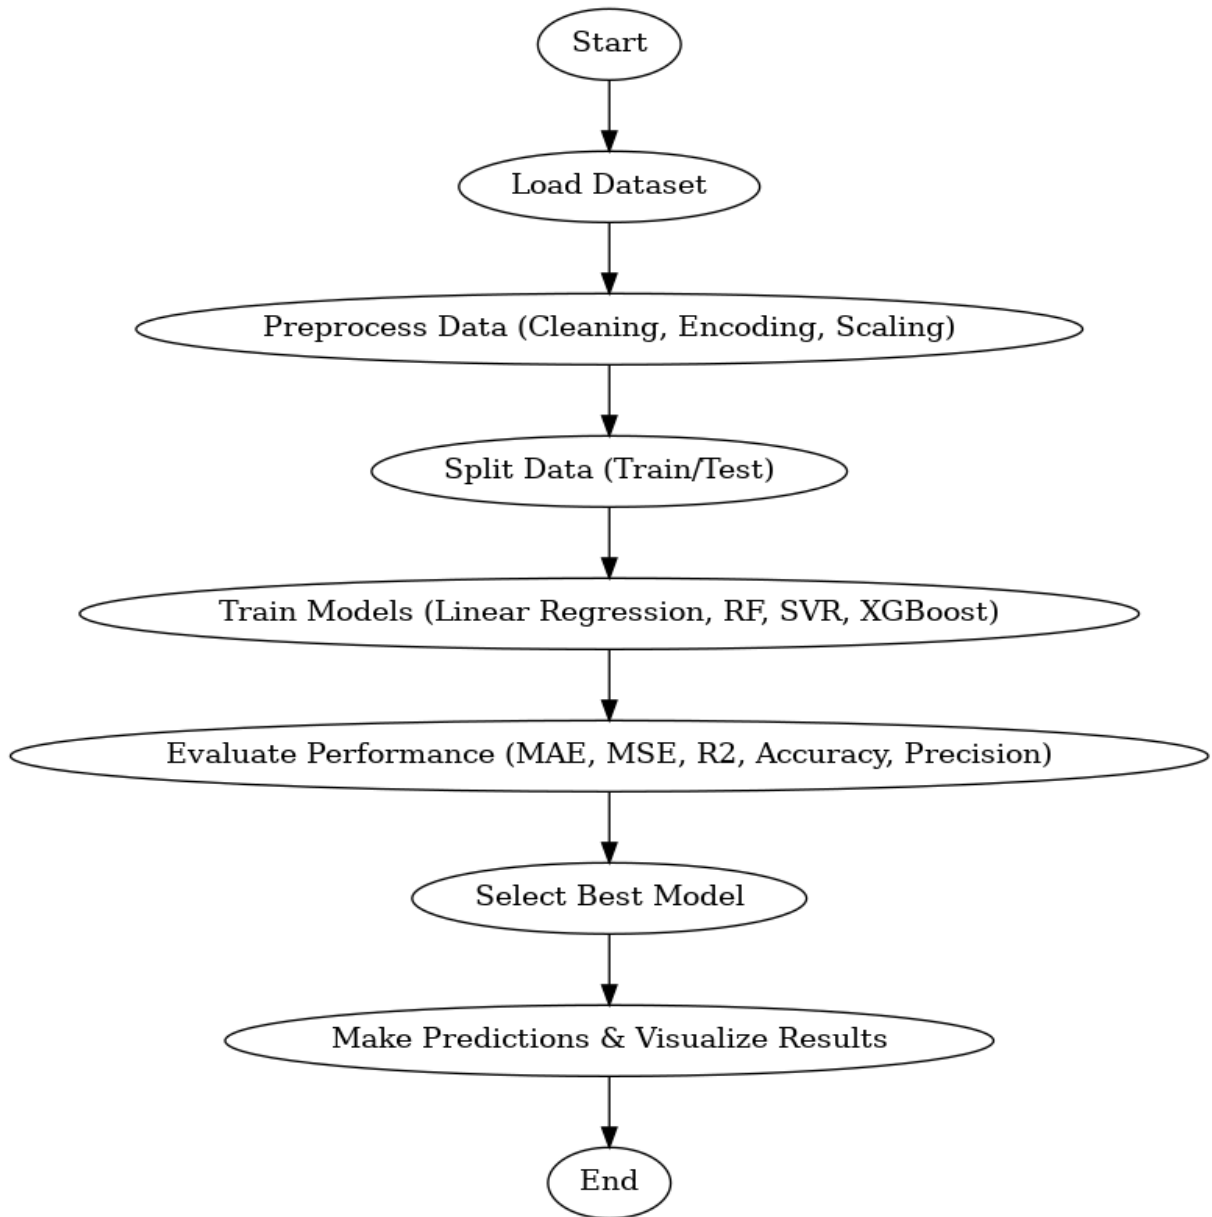 Start
Load Dataset
Preprocess Data (Cleaning, Encoding, Scaling)
Split Data (Train/Test)
Train Models (Linear Regression, RF, SVR, XGBoost)
Evaluate Performance (MAE, MSE, R2, Accuracy, Precision)
Select Best Model
Make Predictions & Visualize Results
End